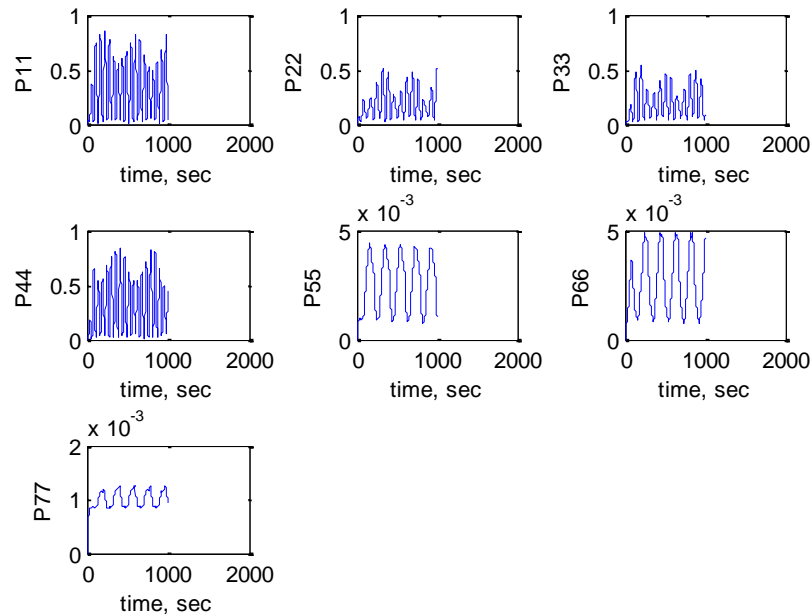 1 1 1
P11 0.5 P22 0.5 P33 0.5
0 0 0
0 1000 2000 0 1000 2000 0 1000 2000
time, sec time, sec time, sec
x 10-3 x 10-3
1 5 5
P44 0.5 P55 P66
0 0 0
0 1000 2000 0 1000 2000 0 1000 2000
time, sec time, sec time, sec
x 10-3
2
P77 1
0
0 1000 2000
time, sec